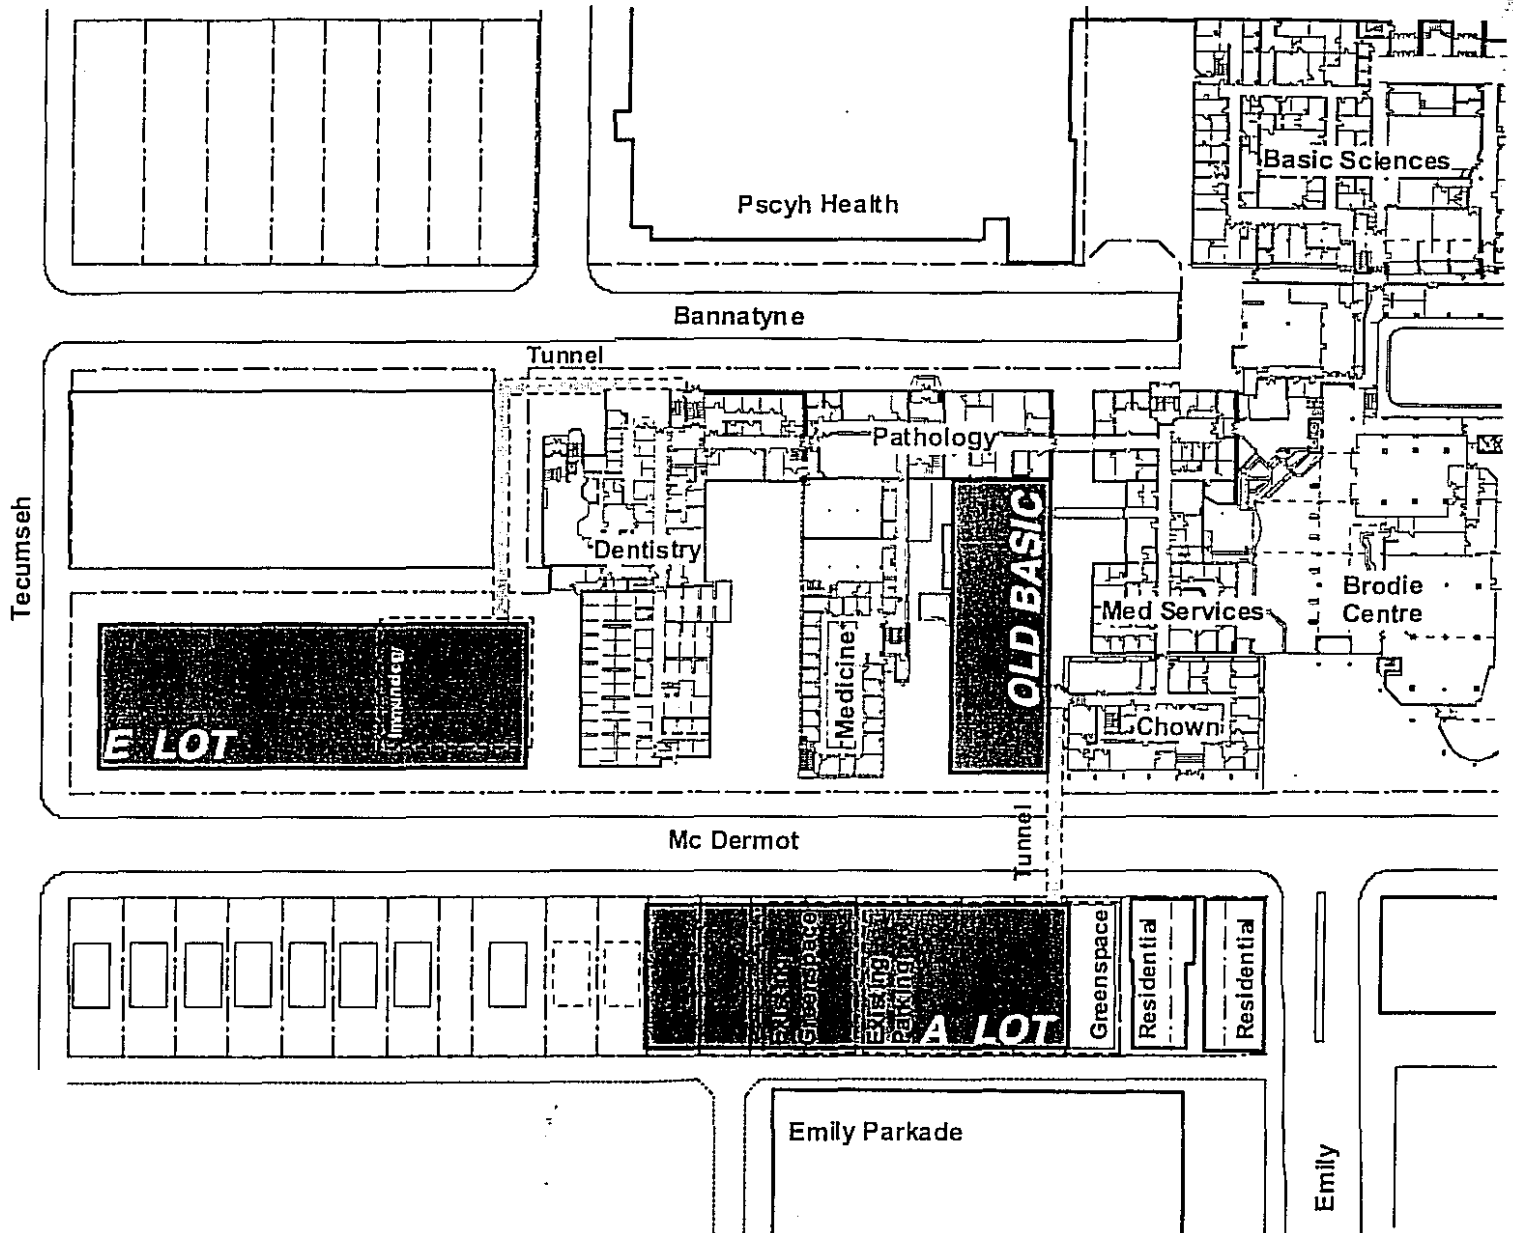 Basic Sciences
Pscyh Health
Bannatyne
Tunnel
Pathology
Tecumseh
Dentistry
OLD BASIC
Med Services
Brodie
Centre
Medicine
Chown
E LOT
Mc Dermot
Tunnel
Existing
Greenspace
Existing
Parking
A LOT
Greenspace
Residential
Residential
Emily Parkade
Emily